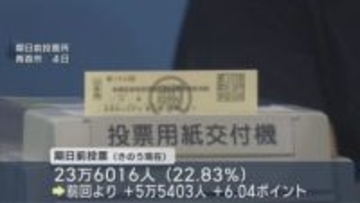 期日前投票所
青森市 4日
投票用紙交付機
期日前投票(きのう現在)
23万6016人(22.83%)
前回より +5万5403人 +6.04ポイント